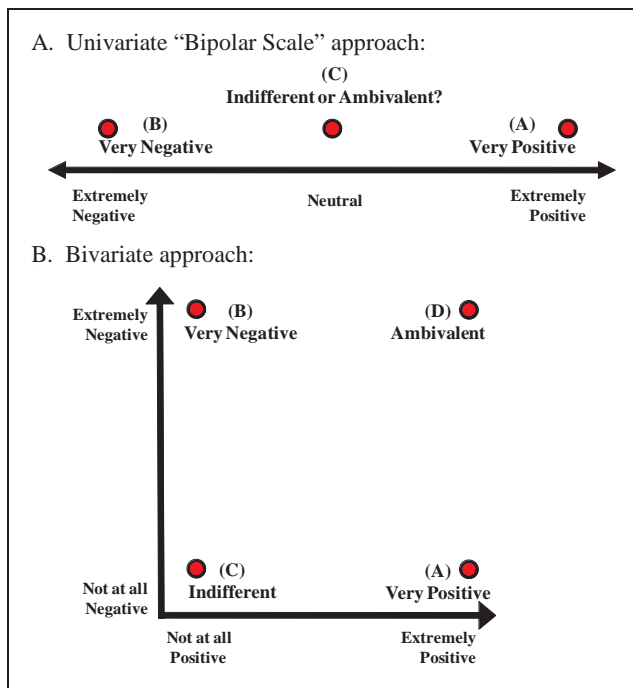 A. Univariate “Bipolar Scale” approach:
(C)
Indifferent or Ambivalent?
(B)
Very Negative
(A)
Very Positive
Extremely
Negative
Neutral
Extremely
Positive
B. Bivariate approach:
Extremely
Negative
(B)
Very Negative
(D)
Ambivalent
Not at all
Negative
(C)
Indifferent
(A)
Very Positive
Not at all
Positive
Extremely
Positive